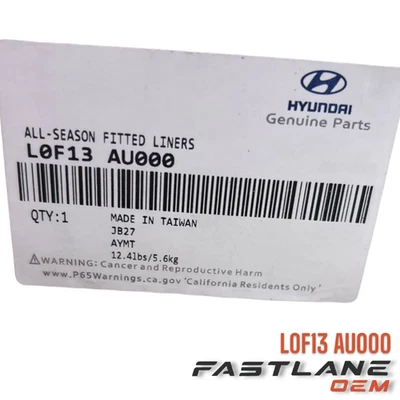 HYUNDAI
Genuine Parts
ALL-SEASON FITTED LINERS
L0F13 AU000
QTY:1
MADE IN TAIWAN
JB27
AYMT
12.4lbs/5.6kg
⚠WARNING: Cancer and Reproductive Harm
-www.P65Warnings.ca.gov 'California Residents Only'
LOF13 AU000
FASTLANE
OEM